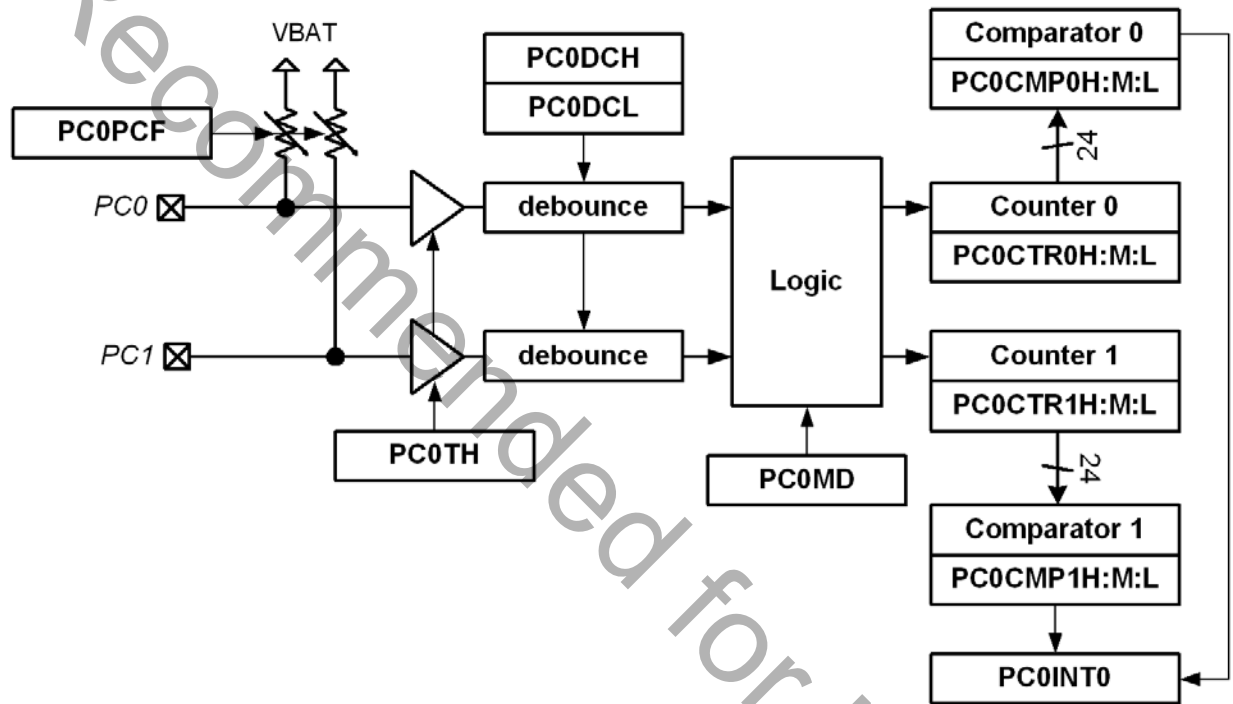 VBAT
PC0DCH
PC0DCL
PC0PCF
Comparator 0
PC0CMP0H:M:L
24
PC0
debounce
Counter 0
PC0CTR0H:M:L
Logic
PC1
debounce
Counter 1
PC0CTR1H:M:L
PC0TH
PC0MD
24
Comparator 1
PC0CMP1H:M:L
PC0INT0
Recommended for